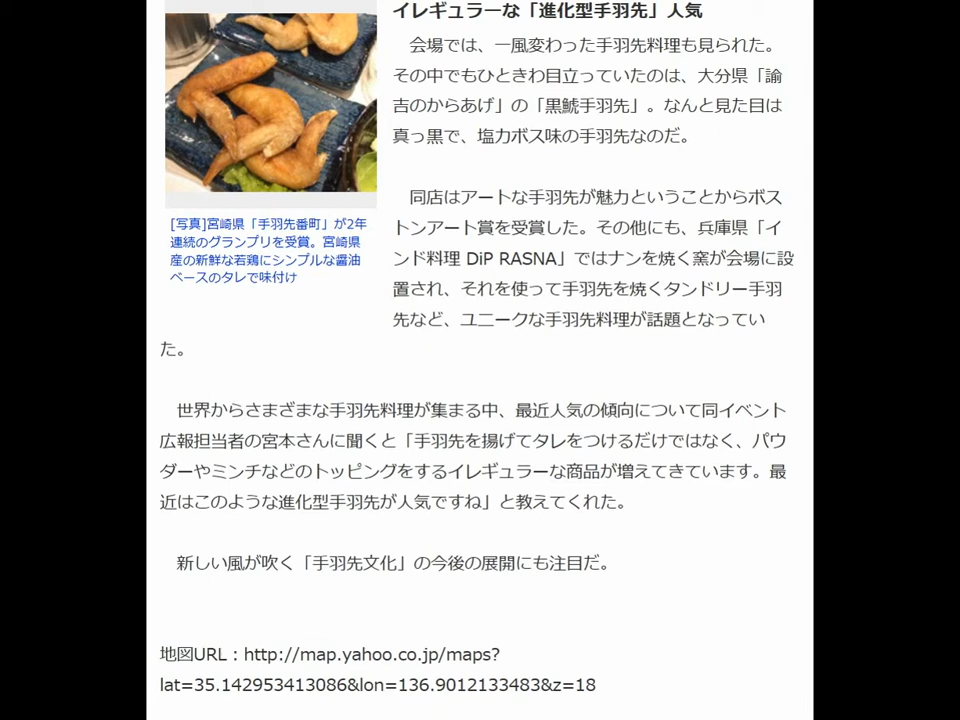 イレギュラーな「進化型手羽先」人気
会場では、一風変わった手羽先料理も見られた。
その中でもひときわ目立っていたのは、大分県「諭
吉のからあげ」の「黒鯱手羽先」。なんと見た目は
真っ黒で、塩カボス味の手羽先なのだ。
同店はアートな手羽先が魅力ということからボス
トンアート賞を受賞した。その他にも、兵庫県「イ
ンド料理 DiP RASNA」ではナンを焼く窯が会場に設
置され、それを使って手羽先を焼くタンドリー手羽
先など、ユニークな手羽先料理が話題となってい
た。
[写真]宮崎県「手羽先番町」が2年
連続のグランプリを受賞。宮崎県
産の新鮮な若鶏にシンプルな醤油
ベースのタレで味付け
世界からさまざまな手羽先料理が集まる中、最近人気の傾向について同イベント
広報担当者の宮本さんに聞くと「手羽先を揚げてタレをつけるだけではなく、パウ
ダーやミンチなどのトッピングをするイレギュラーな商品が増えてきています。最
近はこのような進化型手羽先が人気ですね」と教えてくれた。
新しい風が吹く「手羽先文化」の今後の展開にも注目だ。
地図URL：http://map.yahoo.co.jp/maps?
lat=35.142953413086&lon=136.9012133483&z=18